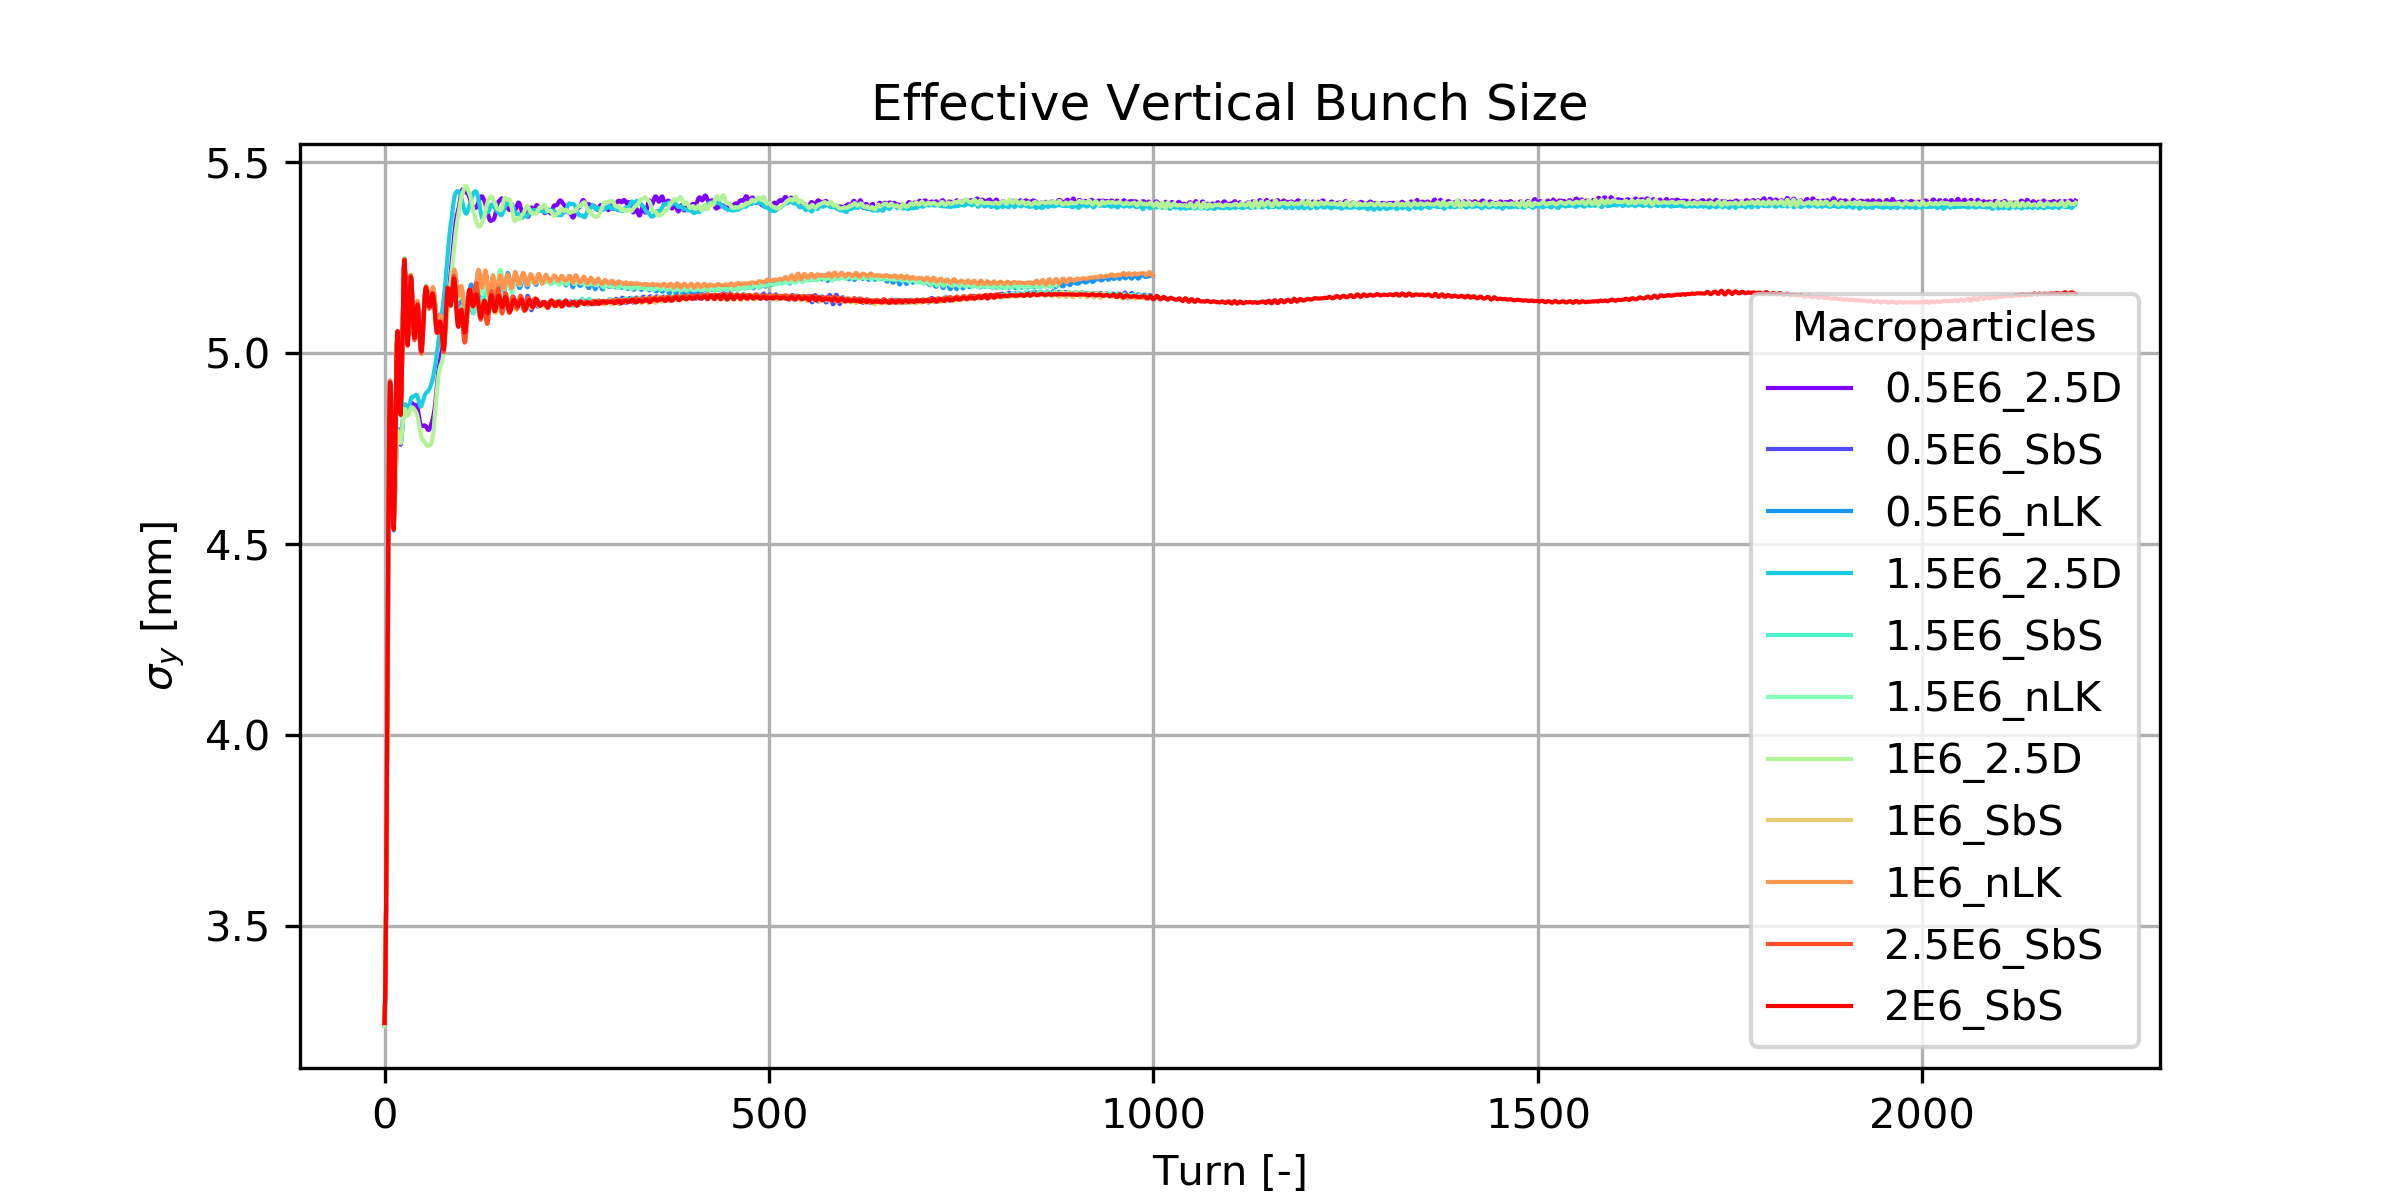 Effective Vertical Bunch Size
5.5
5.0
4.5
4.0
3.5
σy [mm]
Macroparticles
0.5E6_2.5D
0.5E6_SbS
0.5E6_nLK
1.5E6_2.5D
1.5E6_SbS
1.5E6_nLK
1E6_2.5D
1E6_SbS
1E6_nLK
2.5E6_SbS
2E6_SbS
0 500 1000 1500 2000
Turn [-]